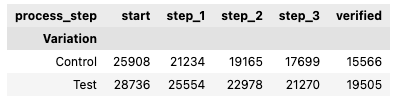 process_step start step_1 step_2 step_3 verified
Variation
Control 25908 21234 19165 17699 15566
Test 28736 25554 22978 21270 19505